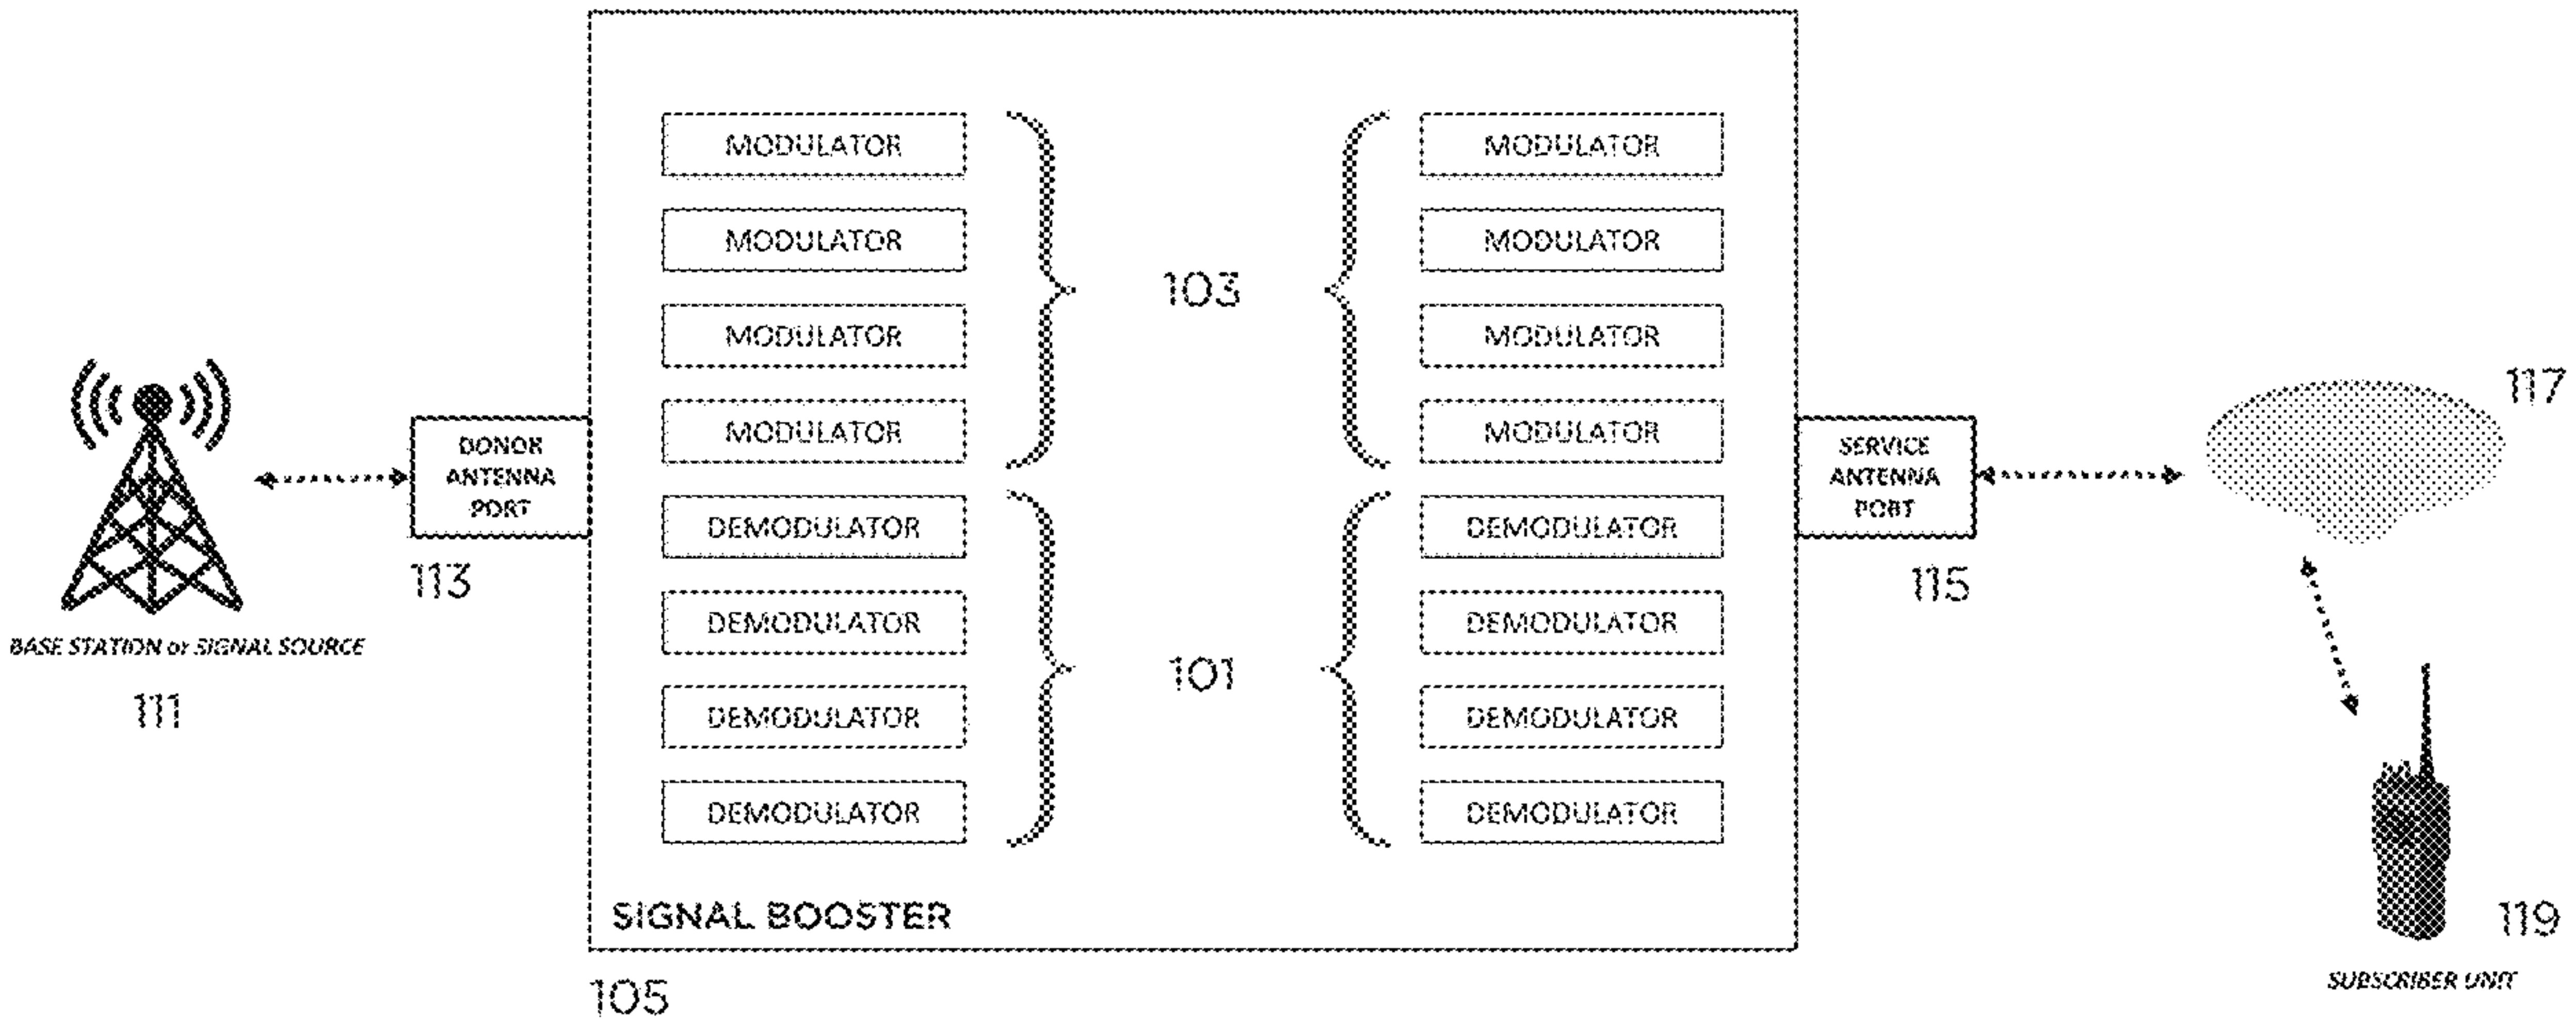 MODULATOR
MODULATOR
MODULATOR
MODULATOR
DEMODULATOR
DEMODULATOR
DEMODULATOR
DEMODULATOR
103
101
MODULATOR
MODULATOR
MODULATOR
MODULATOR
DEMODULATOR
DEMODULATOR
DEMODULATOR
DEMODULATOR
SIGNAL BOOSTER
105
DONOR
ANTENNA
PORT
113
BASE STATION or SIGNAL SOURCE
111
SERVICE
ANTENNA
PORT
115
117
119
SUBSCRIBER UNIT